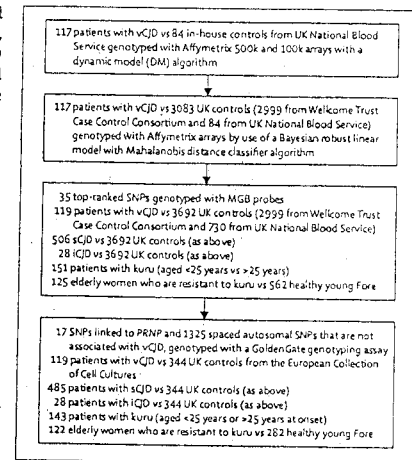 117 patients with vCJD vs 84 in-house controls from UK National Blood
Service genotyped with Affymetrix 500k and 100k arrays with a
dynamic model (DM) algorithm
117 patients with vCJD vs 3083 UK controls (2999 from Wellcome Trust
Case Control Consortium and 84 from UK National Blood Service)
genotyped with Affymetrix arrays by use of a Bayesian robust linear
model with Mahalanobis distance classifier algorithm
35 top-ranked SNPs genotyped with MGB probes
119 patients with vCJD vs 3692 UK controls (2999 from Wellcome Trust
Case Control Consortium and 730 from UK National Blood Service)
506 sCJD vs 3692 UK controls (as above)
28 iCJD vs 3692 UK controls (as above)
151 patients with kuru (aged <25 years vs >25 years)
125 elderly women who are resistant to kuru vs 562 healthy young Fore
17 SNPs linked to PRNP and 1325 spaced autosomal SNPs that are not
associated with vCJD, genotyped with a GoldenGate genotyping assay
119 patients with vCJD vs 344 UK controls from the European Collection
of Cell Cultures
485 patients with sCJD vs 344 UK controls (as above)
28 patients with iCJD vs 344 UK controls (as above)
143 patients with kuru (aged <25 years or >25 years at onset)
122 elderly women who are resistant to kuru vs 282 healthy young Fore